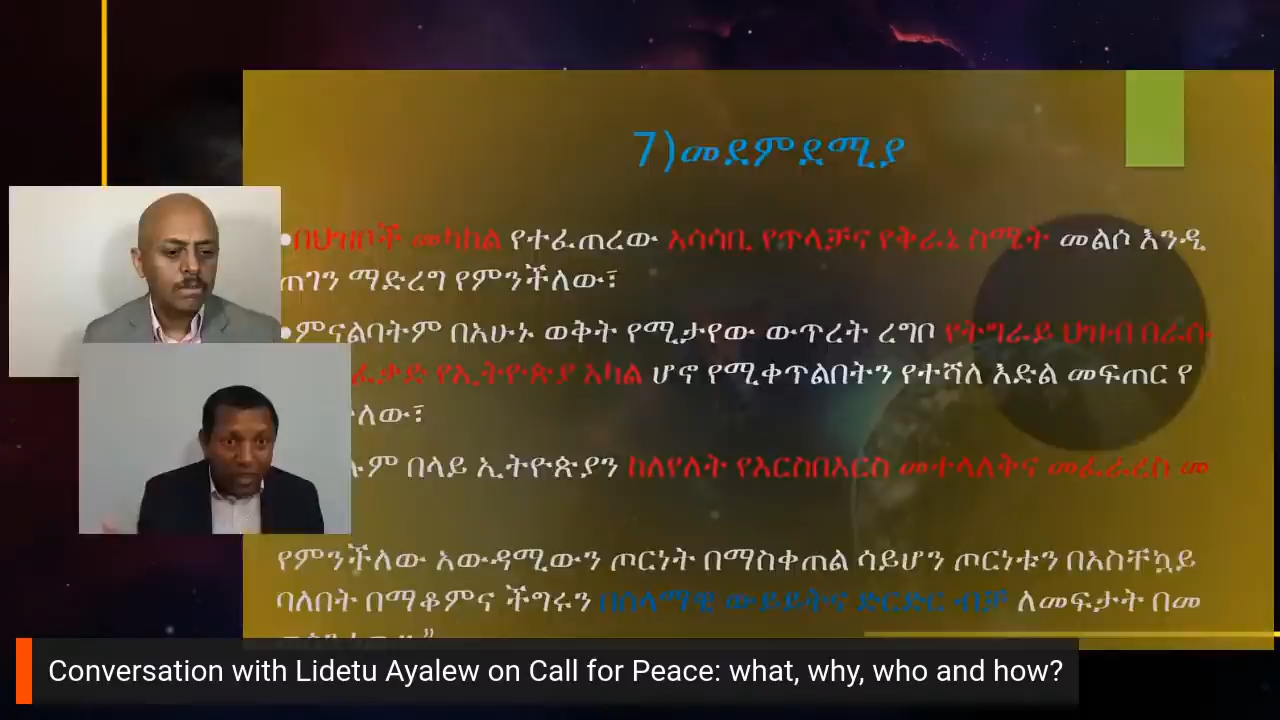 7)መደምደሚያ
•በህዝቦች መካከል የተፈጠረው አሳሳቢ የጥላቻና የቅራኔ ስሜት መልሶ እንዲ
ጠገን ማድረግ የምንችለው፣
•ምናልባትም በአሁኑ ወቅት የሚታየው ውጥረት ረግቦ የትግራይ ህዝብ በራሱ
ፈቃድ የኢትዮጵያ አካል ሆኖ የሚቀጥልበትን የተሻለ እድል መፍጠር የ
ለው፣
ሉም በላይ ኢትዮጵያን ከለየለት የእርስበእርስ መተላለቅና መፈራረስ መ
የምንችለው አውዳሚውን ጦርነት በማስቀጠል ሳይሆን ጦርነቱን በአስቸኳይ
ባለበት በማቆምና ችግሩን በሰላማዊ ውይይትና ድርድር ብቻ ለመፍታት በመ
Conversation with Lidetu Ayalew on Call for Peace: what, why, who and how?